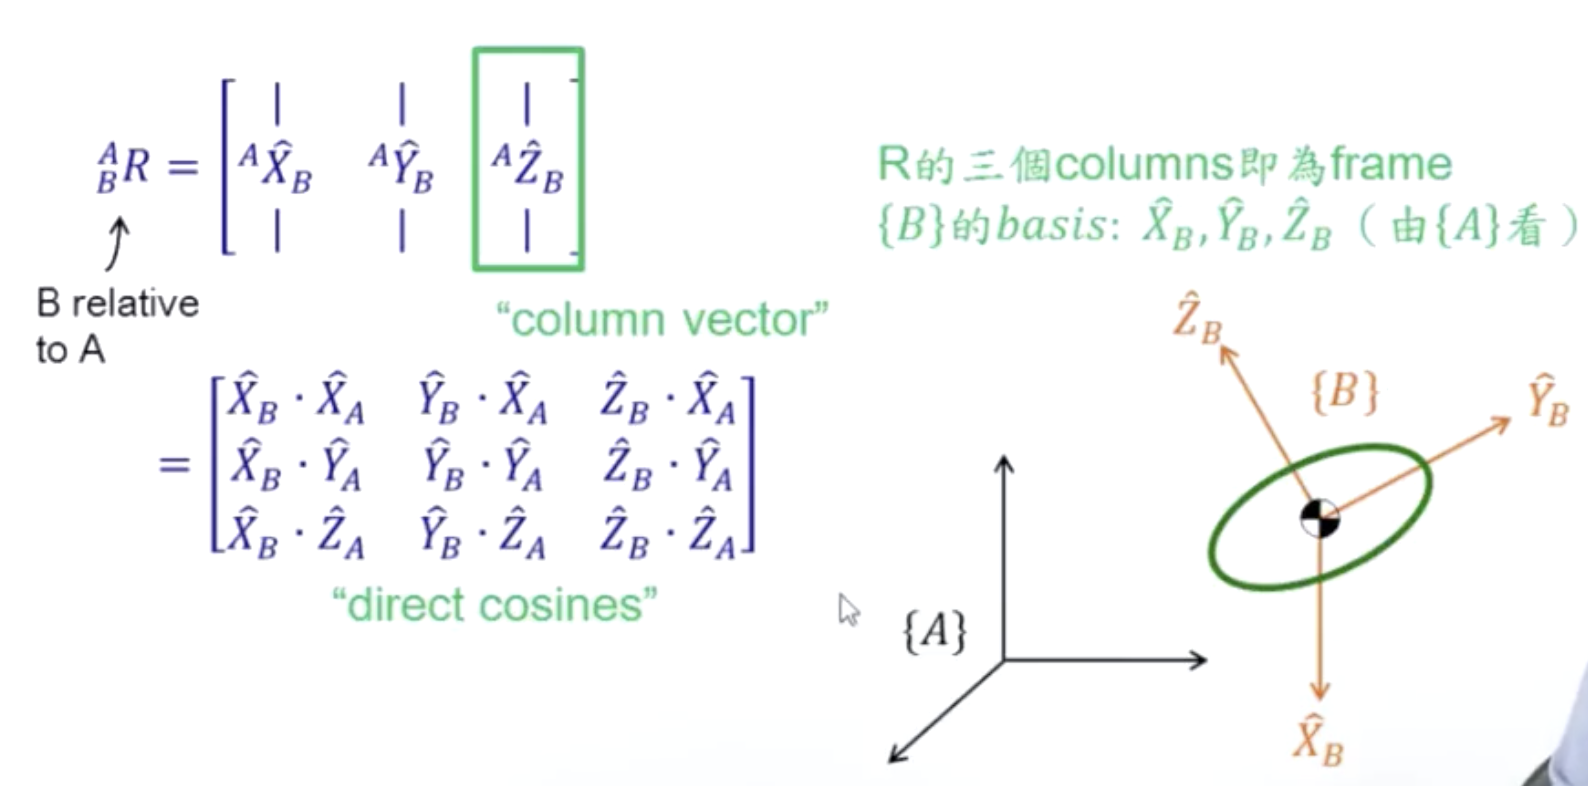 ᴬ_BR = [ | | |
ᴬX̂_B ᴬŶ_B ᴬẐ_B
| | | ]
B relative
to A
“column vector”
= [ X̂_B · X̂_A Ŷ_B · X̂_A Ẑ_B · X̂_A
X̂_B · Ŷ_A Ŷ_B · Ŷ_A Ẑ_B · Ŷ_A
X̂_B · Ẑ_A Ŷ_B · Ẑ_A Ẑ_B · Ẑ_A ]
“direct cosines”
R的三個columns即為frame
{B}的basis: X̂_B, Ŷ_B, Ẑ_B（由{A}看）
Ẑ_B
{B}
Ŷ_B
{A}
X̂_B